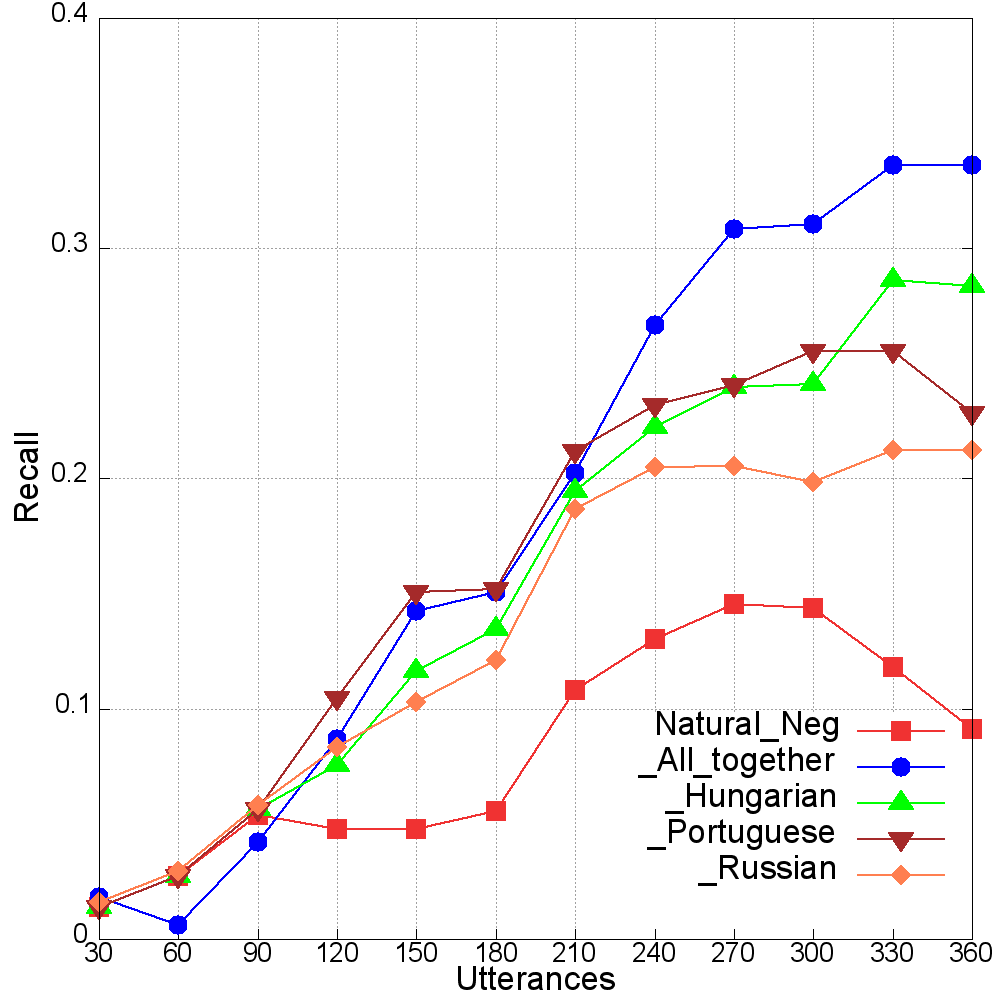 0.4
0.3
0.2
0.1
0
Recall
30 60 90 120 150 180 210 240 270 300 330 360
Utterances
Natural_Neg
_All_together
_Hungarian
_Portuguese
_Russian